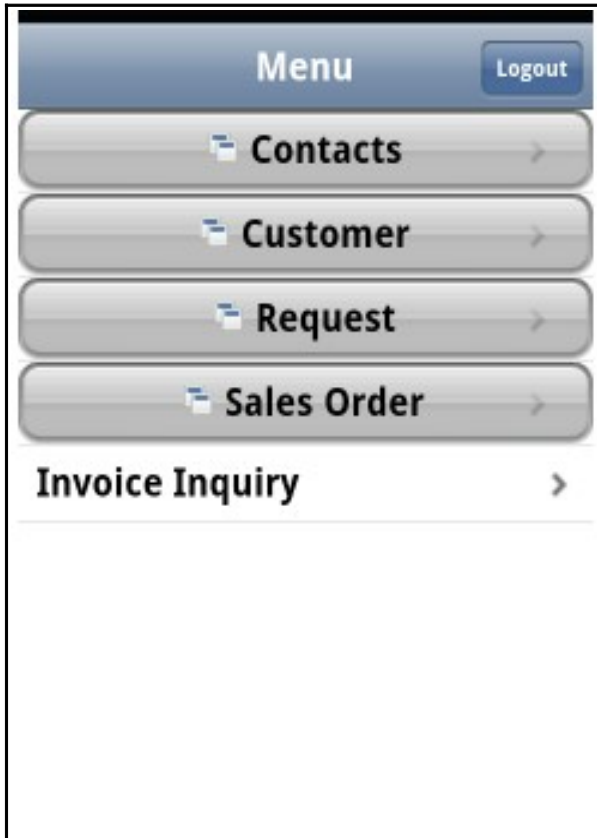 Menu
Logout
Contacts
Customer
Request
Sales Order
Invoice Inquiry